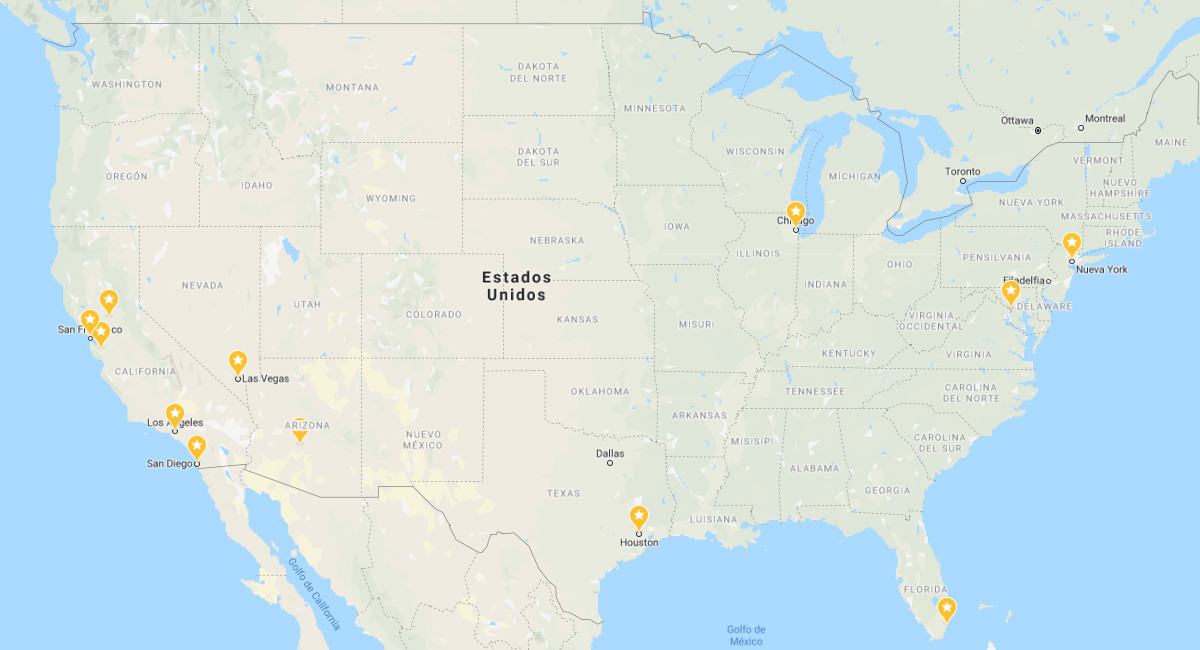 DAKOTA
DEL NORTE
WASHINGTON
MONTANA
MINNESOTA
Ottawa
Montreal
MAINE
DAKOTA
DEL SUR
WISCONSIN
VERMONT
OREGÓN
IDAHO
MICHIGAN
Toronto
NUEVO
HAMPSHIRE
WYOMING
NUEVA YORK
MASSACHUSETTS
Chicago
IOWA
RHODE
ISLAND
NEBRASKA
ILLINOIS
PENSILVANIA
OHIO
Nueva York
NEVADA
Estados
Unidos
INDIANA
Filadelfia
UTAH
COLORADO
DELAWARE
KANSAS
MISURI
VIRGINIA
OCCIDENTAL
San Francisco
KENTUCKY
VIRGINIA
CALIFORNIA
Las Vegas
OKLAHOMA
TENNESSEE
CAROLINA
DEL NORTE
Los Angeles
ARIZONA
ARKANSAS
NUEVO
MÉXICO
MISISIPI
CAROLINA
DEL SUR
Dallas
San Diego
ALABAMA
TEXAS
GEORGIA
LUISIANA
Houston
Golfo de California
FLORIDA
Golfo de
México